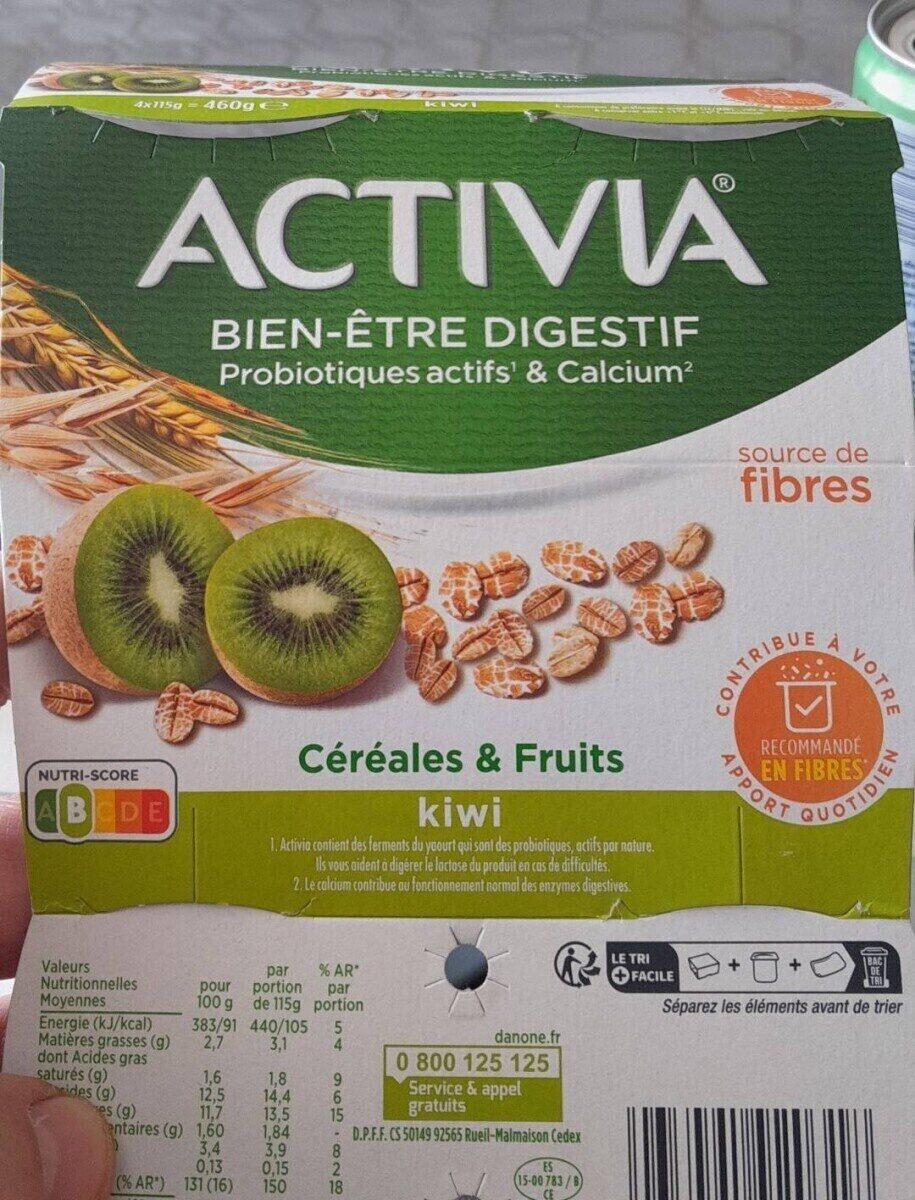 4x115g = 460g ℮
kiwi
ACTIVIA®
BIEN-ÊTRE DIGESTIF
Probiotiques actifs¹ & Calcium²
source de
fibres
CONTRIBUE À VOTRE
APPORT QUOTIDIEN
RECOMMANDÉ
EN FIBRES*
Céréales & Fruits
NUTRI-SCORE
A B C D E
kiwi
1. Activia contient des ferments du yaourt qui sont des probiotiques, actifs par nature.
Ils vous aident à digérer le lactose du produit en cas de difficultés.
2. Le calcium contribue au fonctionnement normal des enzymes digestives.
Valeurs
Nutritionnelles
Moyennes
pour
100 g
par
portion
de 115g
% AR*
par
portion
Energie (kJ/kcal) 383/91 440/105 5
Matières grasses (g) 2,7 3,1 4
dont Acides gras
saturés (g) 1,6 1,8 9
(g) 12,5 14,4 6
(g) 11,7 13,5 15
(g) 1,60 1,84 -
3,4 3,9 8
0,13 0,15 2
(% AR*) 131 (16) 150 18
danone.fr
0 800 125 125
Service & appel
gratuits
D.P.F.F. CS 50149 92565 Rueil-Malmaison Cedex
ES
15-00783/B
CE
LE TRI
+ FACILE
+ +
BAC
DE
TRI
Séparez les éléments avant de trier